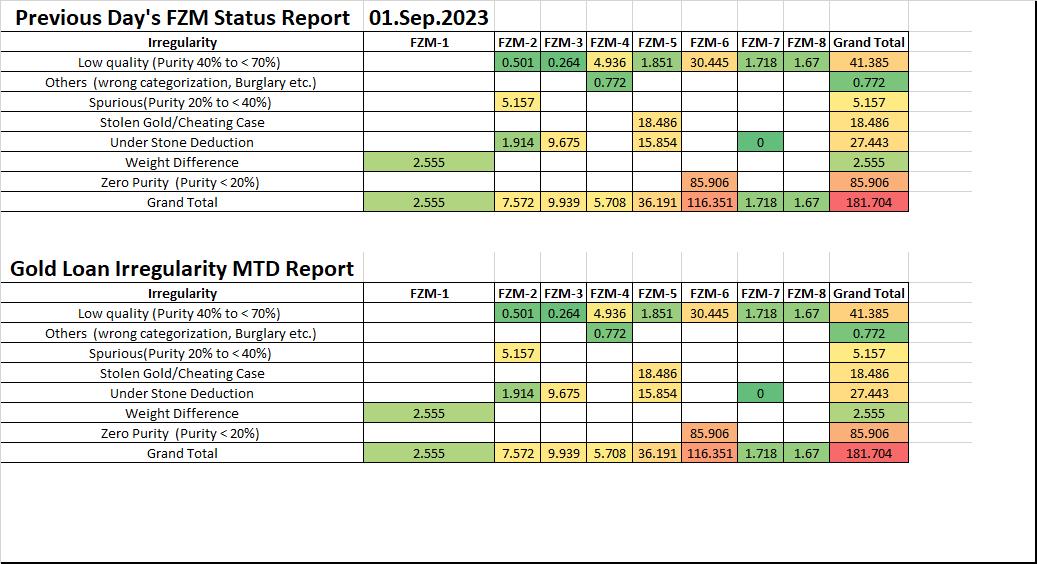 Previous Day's FZM Status Report 01.Sep.2023
Irregularity FZM-1 FZM-2 FZM-3 FZM-4 FZM-5 FZM-6 FZM-7 FZM-8 Grand Total
Low quality (Purity 40% to < 70%) 0.501 0.264 4.936 1.851 30.445 1.718 1.67 41.385
Others (wrong categorization, Burglary etc.) 0.772 0.772
Spurious(Purity 20% to < 40%) 5.157 5.157
Stolen Gold/Cheating Case 18.486 18.486
Under Stone Deduction 1.914 9.675 15.854 0 27.443
Weight Difference 2.555 2.555
Zero Purity (Purity < 20%) 85.906 85.906
Grand Total 2.555 7.572 9.939 5.708 36.191 116.351 1.718 1.67 181.704
Gold Loan Irregularity MTD Report
Irregularity FZM-1 FZM-2 FZM-3 FZM-4 FZM-5 FZM-6 FZM-7 FZM-8 Grand Total
Low quality (Purity 40% to < 70%) 0.501 0.264 4.936 1.851 30.445 1.718 1.67 41.385
Others (wrong categorization, Burglary etc.) 0.772 0.772
Spurious(Purity 20% to < 40%) 5.157 5.157
Stolen Gold/Cheating Case 18.486 18.486
Under Stone Deduction 1.914 9.675 15.854 0 27.443
Weight Difference 2.555 2.555
Zero Purity (Purity < 20%) 85.906 85.906
Grand Total 2.555 7.572 9.939 5.708 36.191 116.351 1.718 1.67 181.704